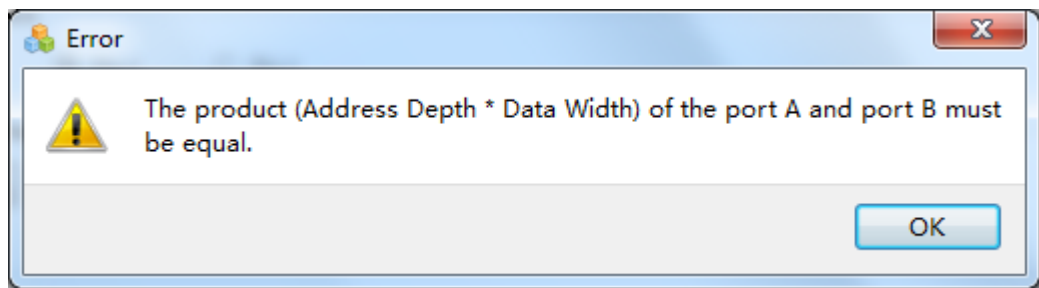 Error
The product (Address Depth * Data Width) of the port A and port B must
be equal.
OK